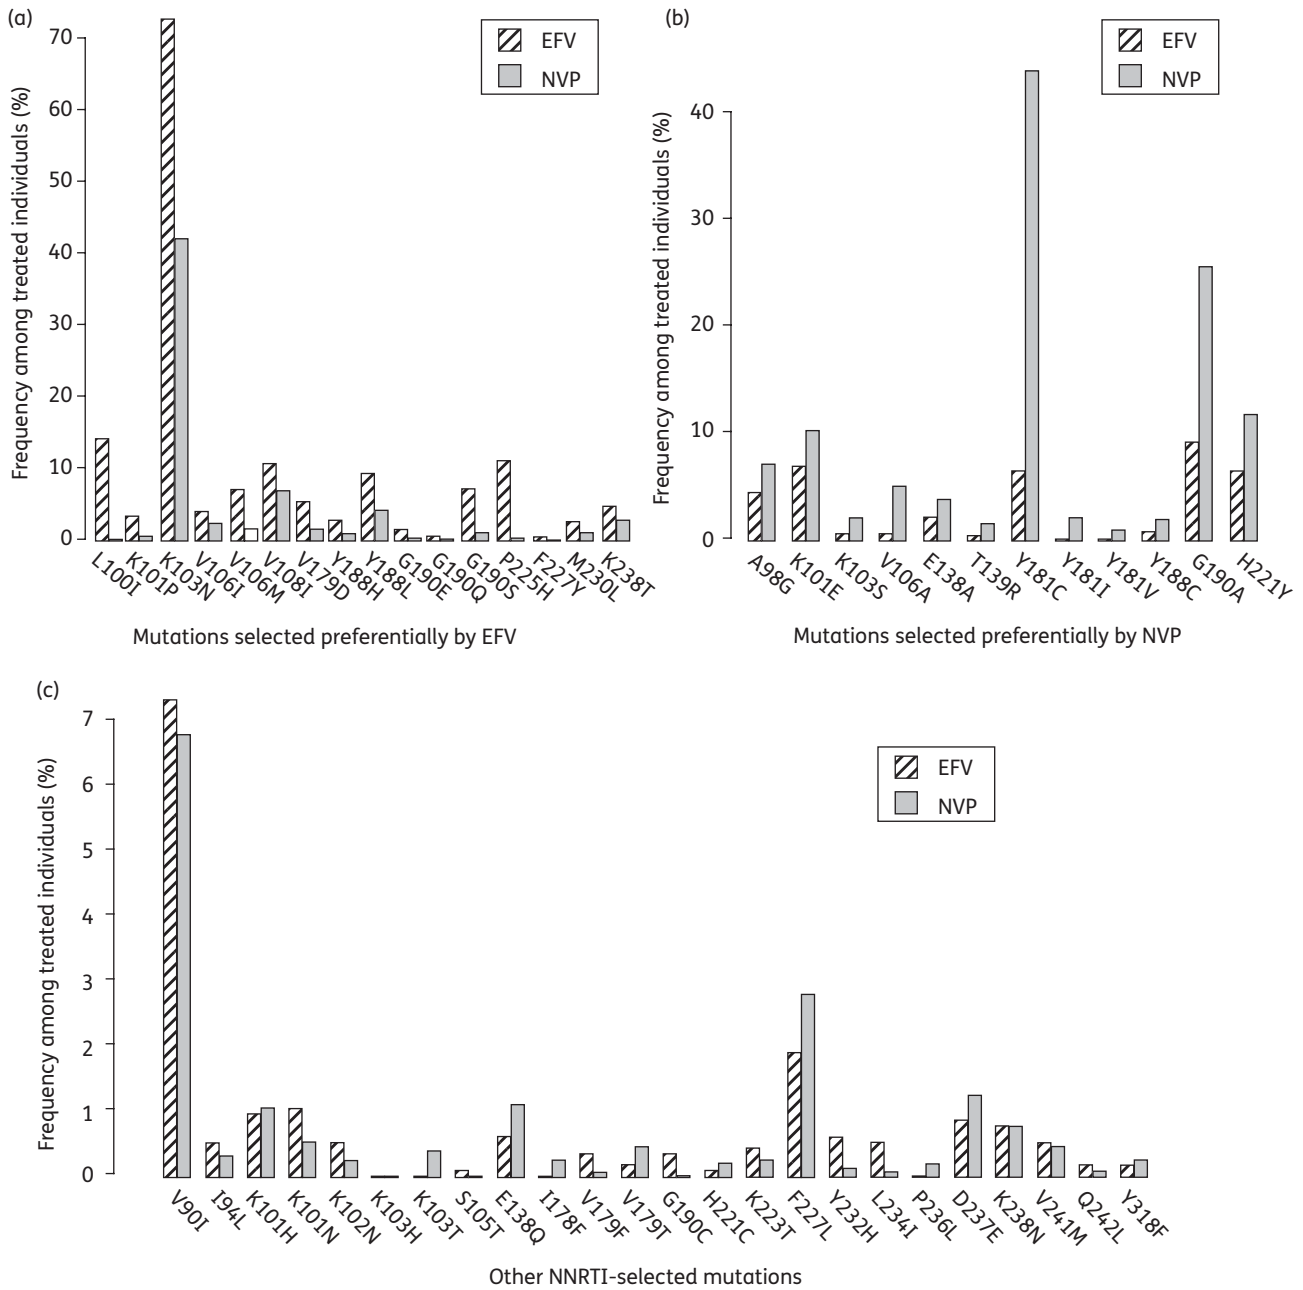 (a)
EFV
NVP
Frequency among treated individuals (%)
70
60
50
40
30
20
10
0
L100I
K101P
K103N
V106I
V106M
V108I
V179D
Y188H
Y188L
G190E
G190Q
G190S
P225H
F227Y
M230L
K238T
Mutations selected preferentially by EFV
(b)
EFV
NVP
Frequency among treated individuals (%)
40
30
20
10
0
A98G
K101E
K103S
V106A
E138A
T139R
Y181C
Y181I
Y181V
Y188C
G190A
H221Y
Mutations selected preferentially by NVP
(c)
EFV
NVP
Frequency among treated individuals (%)
7
6
5
4
3
2
1
0
V90I
I94L
K101H
K101N
K102N
K103H
K103T
S105T
E138Q
I178F
V179F
V179T
G190C
H221C
K223T
F227L
Y232H
L234I
P236L
D237E
K238N
V241M
Q242L
Y318F
Other NNRTI-selected mutations